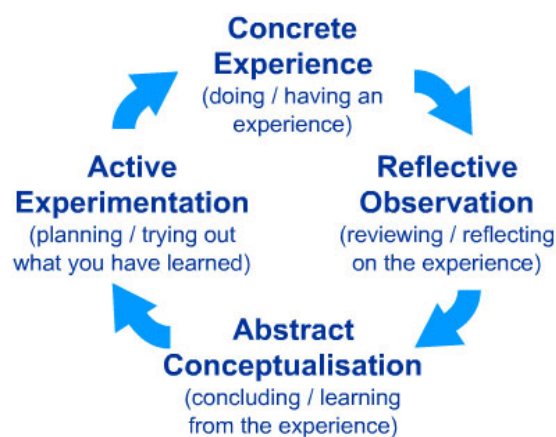 Concrete
Experience
(doing / having an
experience)
Reflective
Observation
(reviewing / reflecting
on the experience)
Abstract
Conceptualisation
(concluding / learning
from the experience)
Active
Experimentation
(planning / trying out
what you have learned)